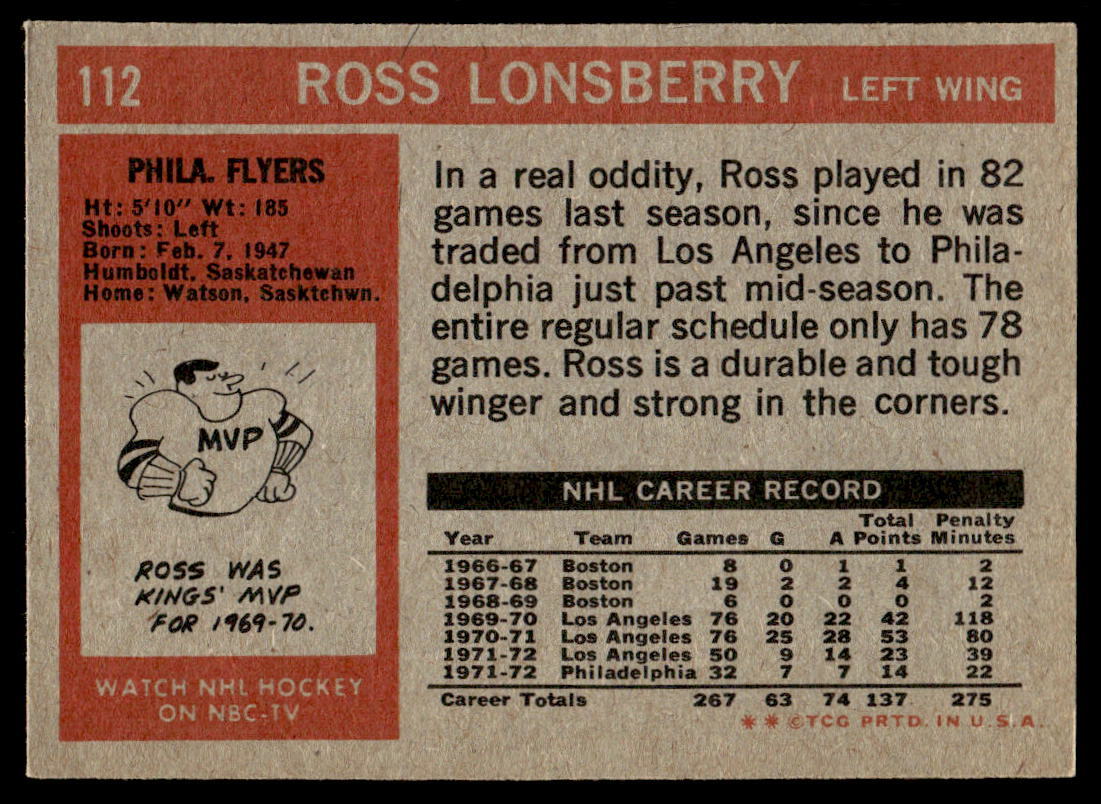 112 ROSS LONSBERRY LEFT WING
PHILA. FLYERS
Ht: 5'10" Wt: 185
Shoots: Left
Born: Feb. 7, 1947
Humboldt, Saskatchewan
Home: Watson, Sasktchwn.
MVP
ROSS WAS
KINGS' MVP
FOR 1969-70.
WATCH NHL HOCKEY
ON NBC-TV
In a real oddity, Ross played in 82
games last season, since he was
traded from Los Angeles to Phila-
delphia just past mid-season. The
entire regular schedule only has 78
games. Ross is a durable and tough
winger and strong in the corners.
NHL CAREER RECORD
Total Penalty
Year Team Games G A Points Minutes
1966-67 Boston 8 0 1 1 2
1967-68 Boston 19 2 2 4 12
1968-69 Boston 6 0 0 0 2
1969-70 Los Angeles 76 20 22 42 118
1970-71 Los Angeles 76 25 28 53 80
1971-72 Los Angeles 50 9 14 23 39
1971-72 Philadelphia 32 7 7 14 22
Career Totals 267 63 74 137 275
* * ©TCG PRTD. IN U.S.A.